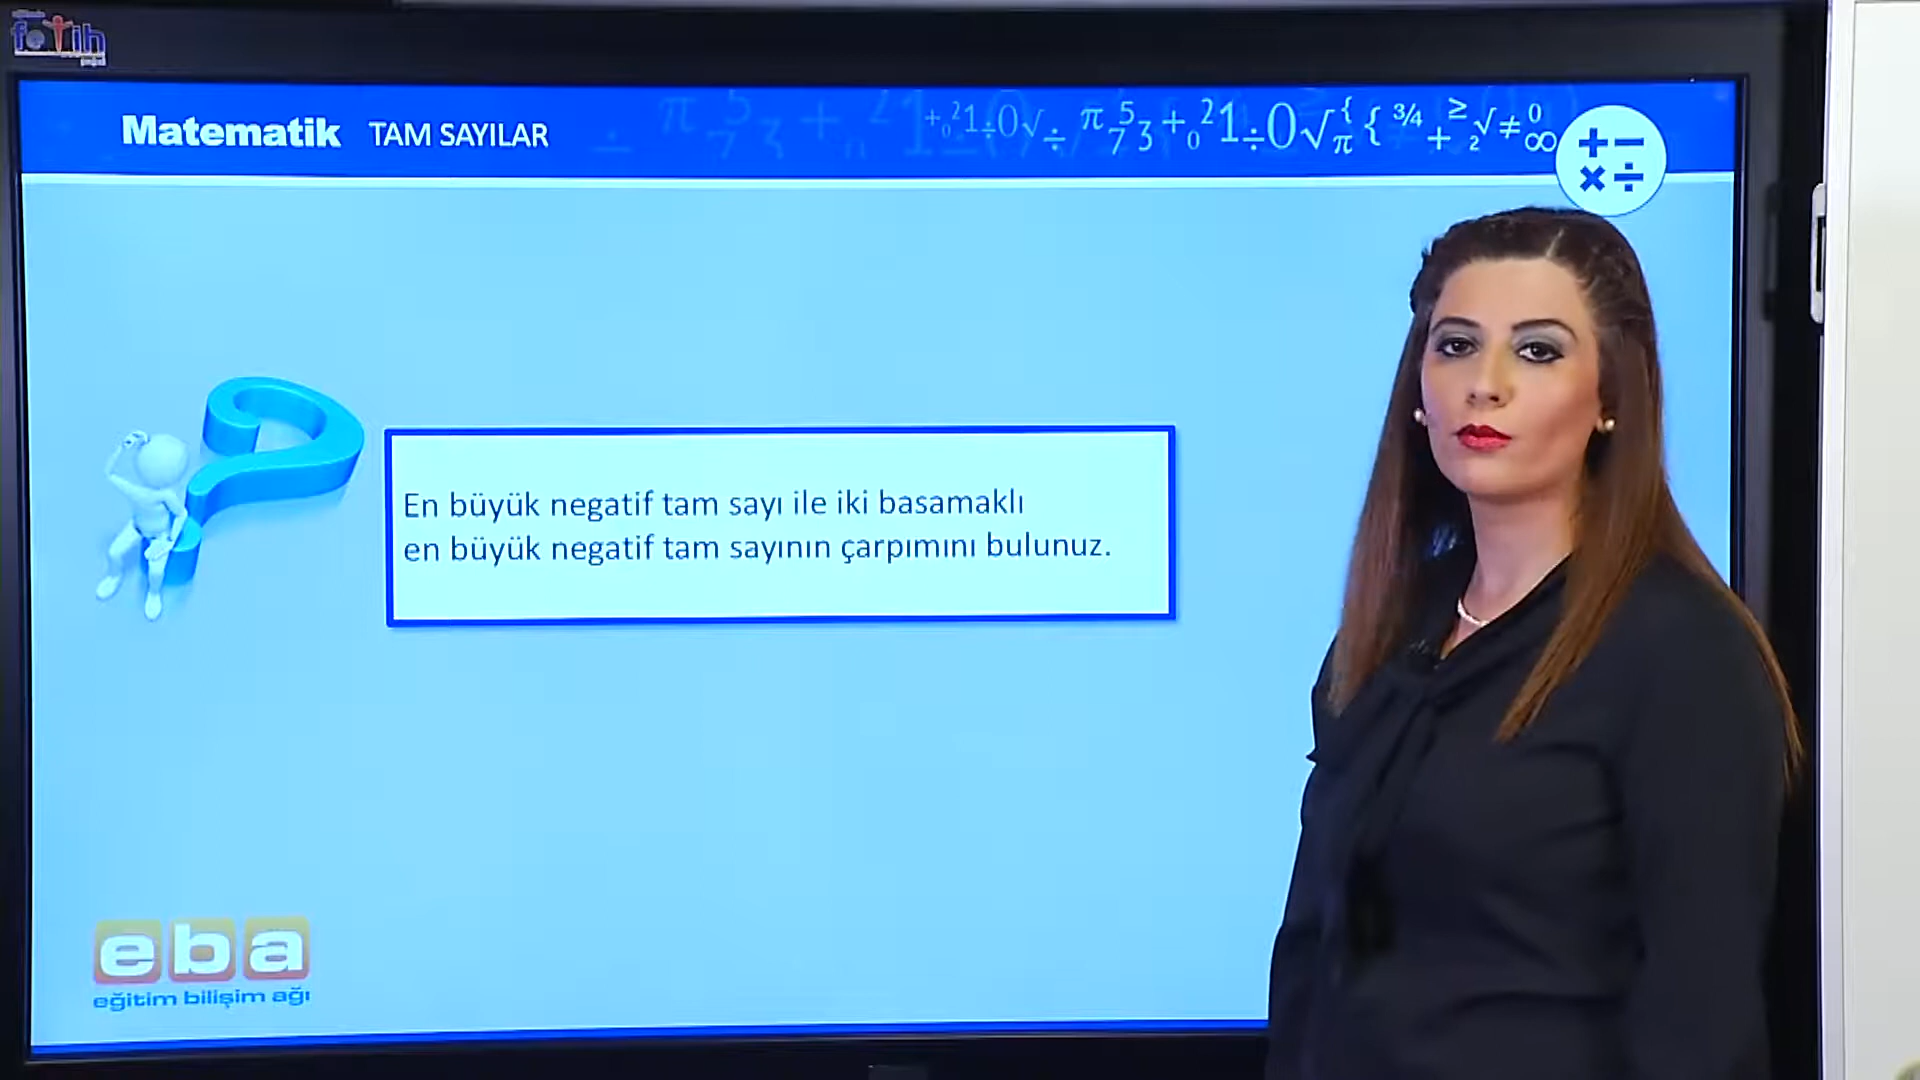 fatih
Matematik TAM SAYILAR
En büyük negatif tam sayı ile iki basamaklı
en büyük negatif tam sayının çarpımını bulunuz.
eba
eğitim bilişim ağı